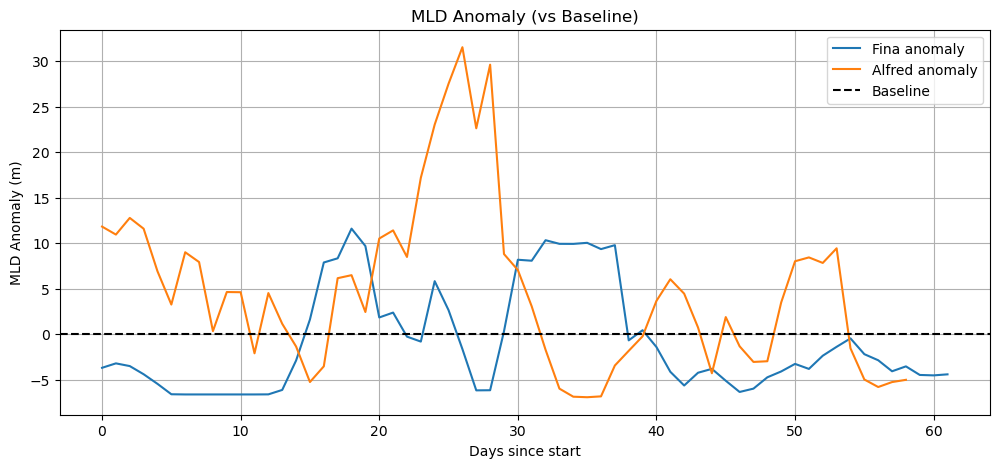 MLD Anomaly (vs Baseline)
Fina anomaly
Alfred anomaly
Baseline
MLD Anomaly (m)
30
25
20
15
10
5
0
−5
0 10 20 30 40 50 60
Days since start